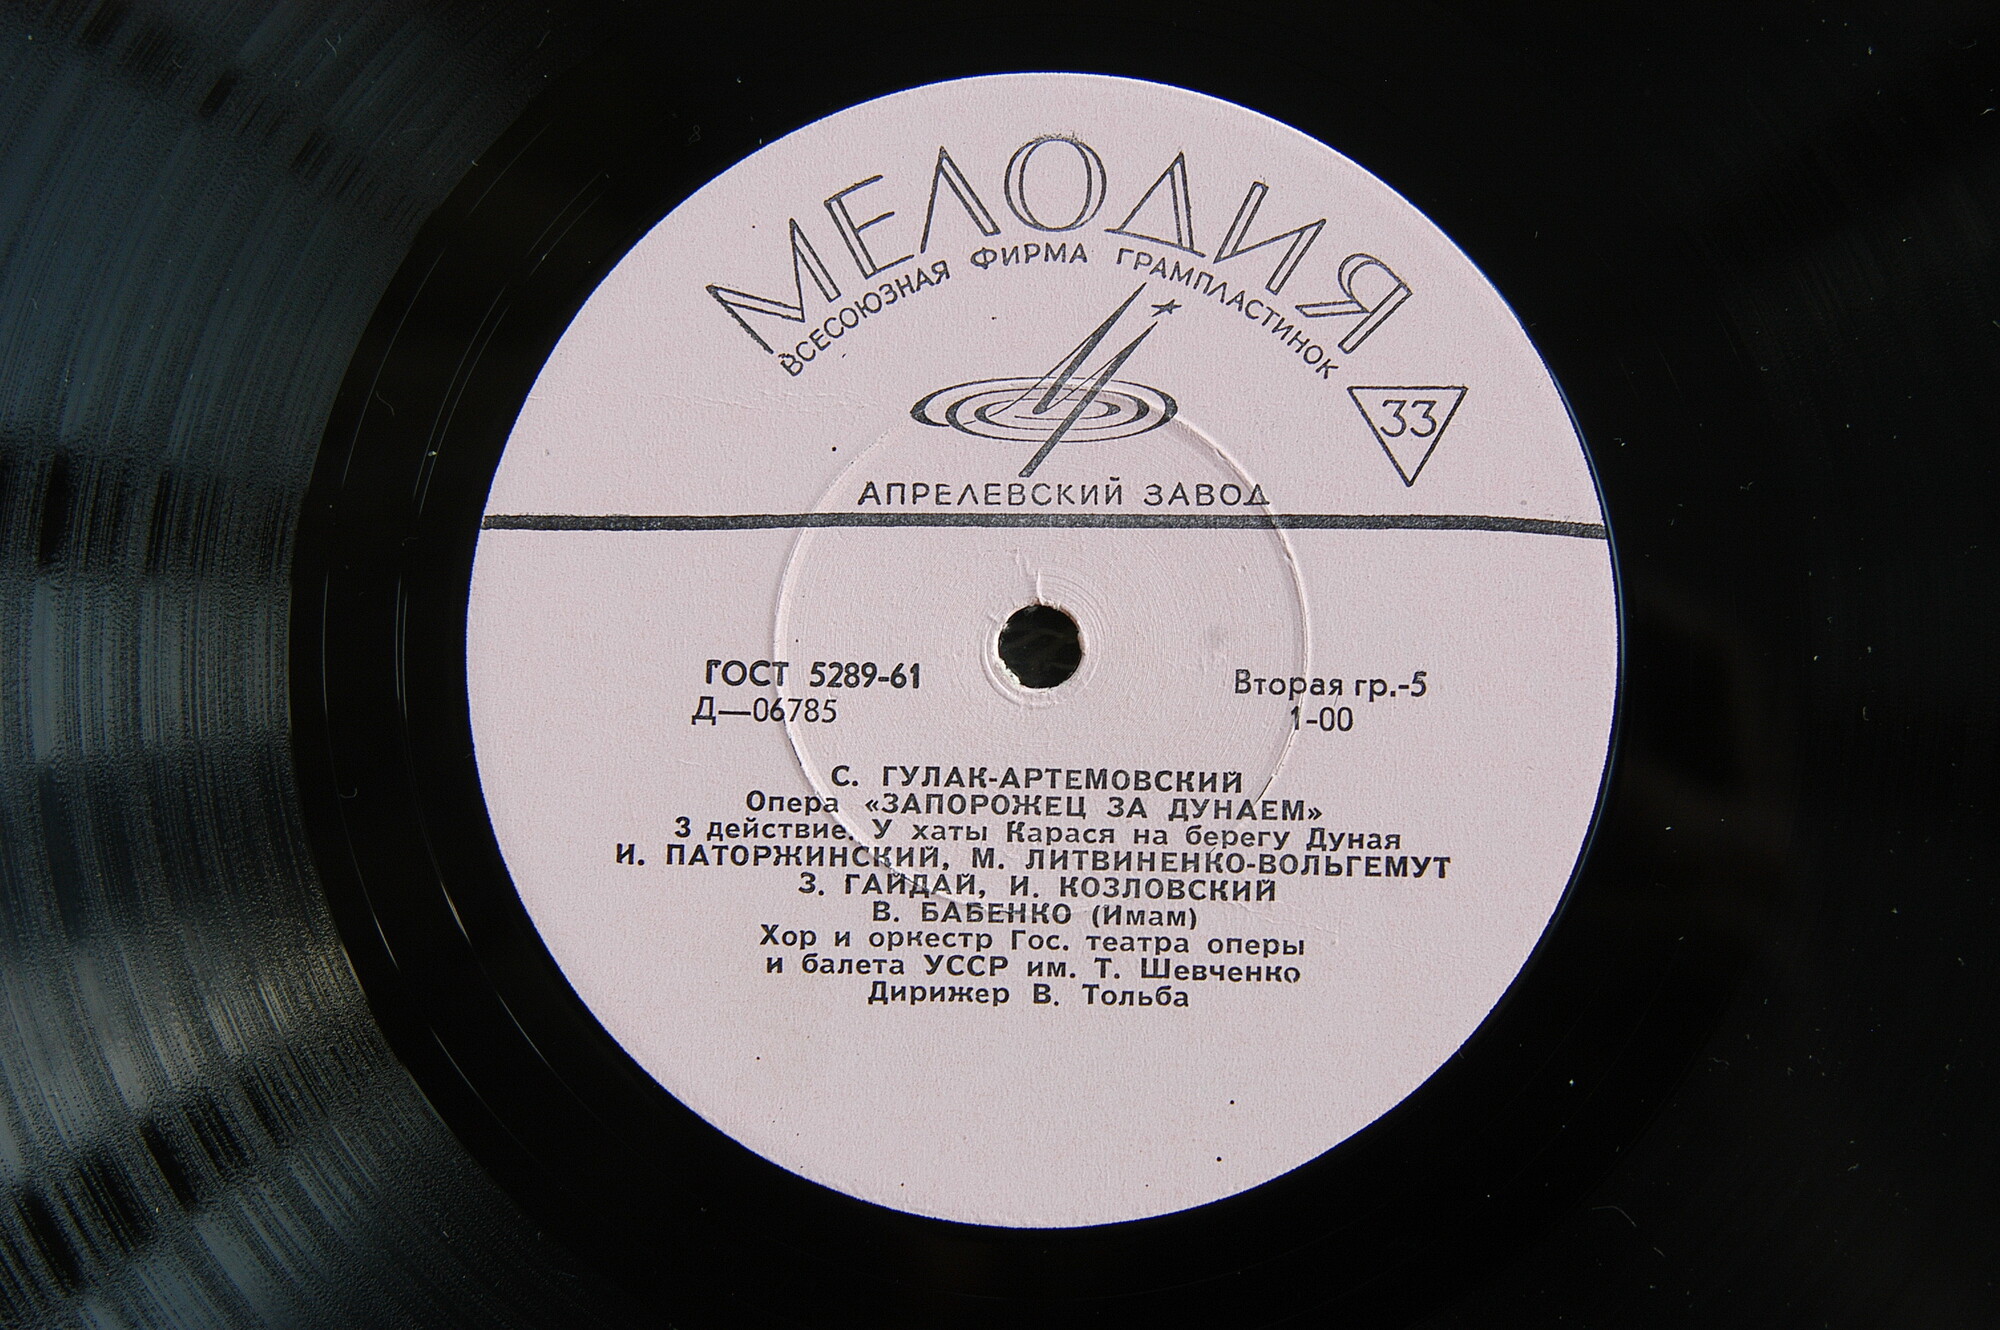 МЕЛОДИЯ
ВСЕСОЮЗНАЯ ФИРМА ГРАМПЛАСТИНОК
33
АПРЕЛЕВСКИЙ ЗАВОД
ГОСТ 5289-61
Д—06785
Вторая гр.-5
1-00
С. ГУЛАК-АРТЕМОВСКИЙ
Опера «ЗАПОРОЖЕЦ ЗА ДУНАЕМ»
3 действие. У хаты Карася на берегу Дуная
И. ПАТОРЖИНСКИЙ, М. ЛИТВИНЕНКО-ВОЛЬГЕМУТ
З. ГАЙДАЙ, И. КОЗЛОВСКИЙ
В. БАБЕНКО (Имам)
Хор и оркестр Гос. театра оперы
и балета УССР им. Т. Шевченко
Дирижер В. Тольба